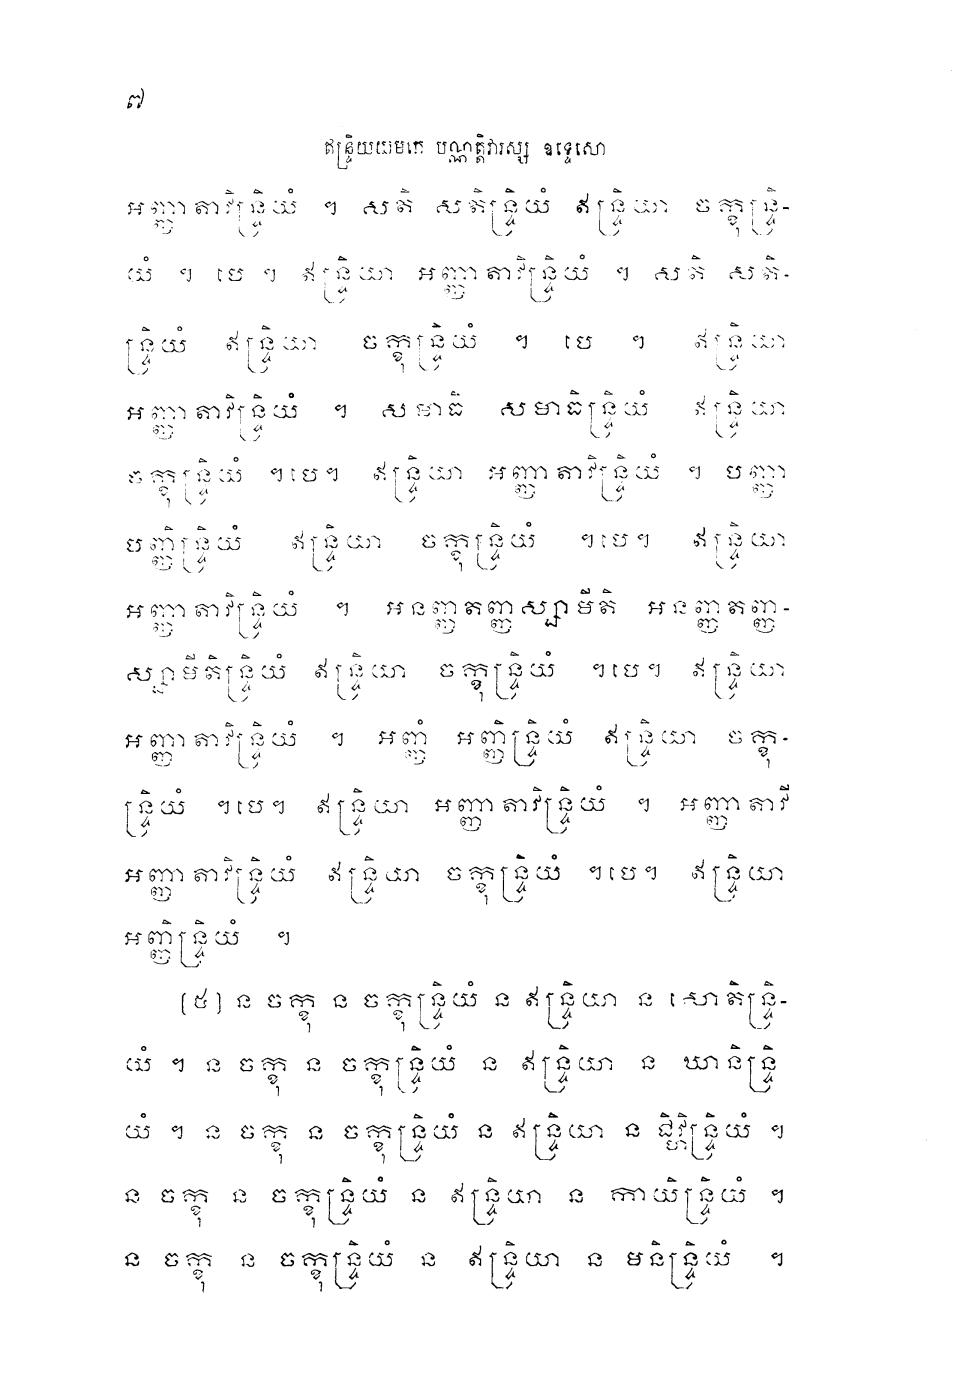 ៧
ឥន្ទ្រិយយមកេ បណ្ណត្តិវារស្ស ឧទ្ទេសោ
អញ្ញាតាវិន្ទ្រិយំ ។ សតិ សតិន្ទ្រិយំ ឥន្ទ្រិយា ចក្ខុន្ទ្រិ-
យំ ។ បេ ។ ឥន្ទ្រិយា អញ្ញាតាវិន្ទ្រិយំ ។ សតិ សតិ-
ន្ទ្រិយំ ឥន្ទ្រិយា ចក្ខុន្ទ្រិយំ ។ បេ ។ ឥន្ទ្រិយា
អញ្ញាតាវិន្ទ្រិយំ ។ សមាធិ សមាធិន្ទ្រិយំ ឥន្ទ្រិយា
ចក្ខុន្ទ្រិយំ ។បេ។ ឥន្ទ្រិយា អញ្ញាតាវិន្ទ្រិយំ ។ បញ្ញា
បញ្ញិន្ទ្រិយំ ឥន្ទ្រិយា ចក្ខុន្ទ្រិយំ ។បេ។ ឥន្ទ្រិយា
អញ្ញាតាវិន្ទ្រិយំ ។ អនញ្ញតញ្ញស្សាមីតិ អនញ្ញតញ្ញ-
ស្សាមីតិន្ទ្រិយំ ឥន្ទ្រិយា ចក្ខុន្ទ្រិយំ ។បេ។ ឥន្ទ្រិយា
អញ្ញាតាវិន្ទ្រិយំ ។ អញ្ញំ អញ្ញិន្ទ្រិយំ ឥន្ទ្រិយា ចក្ខុ-
ន្ទ្រិយំ ។បេ។ ឥន្ទ្រិយា អញ្ញាតាវិន្ទ្រិយំ ។ អញ្ញាតាវី
អញ្ញាតាវិន្ទ្រិយំ ឥន្ទ្រិយា ចក្ខុន្ទ្រិយំ ។បេ។ ឥន្ទ្រិយា
អញ្ញិន្ទ្រិយំ ។
[៥] ន ចក្ខុ ន ចក្ខុន្ទ្រិយំ ន ឥន្ទ្រិយា ន សោតិន្ទ្រិ-
យំ ។ ន ចក្ខុ ន ចក្ខុន្ទ្រិយំ ន ឥន្ទ្រិយា ន ឃានិន្ទ្រិ
យំ ។ ន ចក្ខុ ន ចក្ខុន្ទ្រិយំ ន ឥន្ទ្រិយា ន ជិវ្ហិន្ទ្រិយំ ។
ន ចក្ខុ ន ចក្ខុន្ទ្រិយំ ន ឥន្ទ្រិយា ន កាយិន្ទ្រិយំ ។
ន ចក្ខុ ន ចក្ខុន្ទ្រិយំ ន ឥន្ទ្រិយា ន មនិន្ទ្រិយំ ។